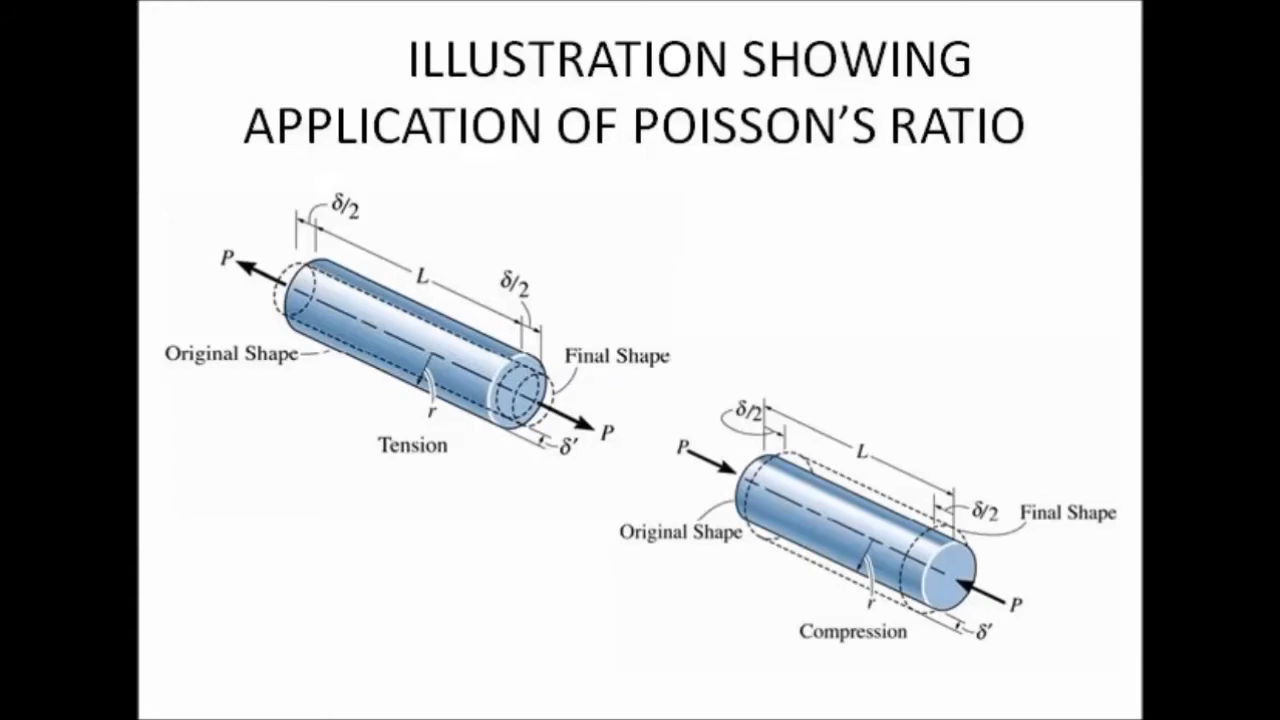 ILLUSTRATION SHOWING
APPLICATION OF POISSON'S RATIO
δ/2
P
L
δ/2
Original Shape
Final Shape
r
P
Tension
δ'
δ/2
P
L
δ/2
Final Shape
Original Shape
r
P
Compression
δ'